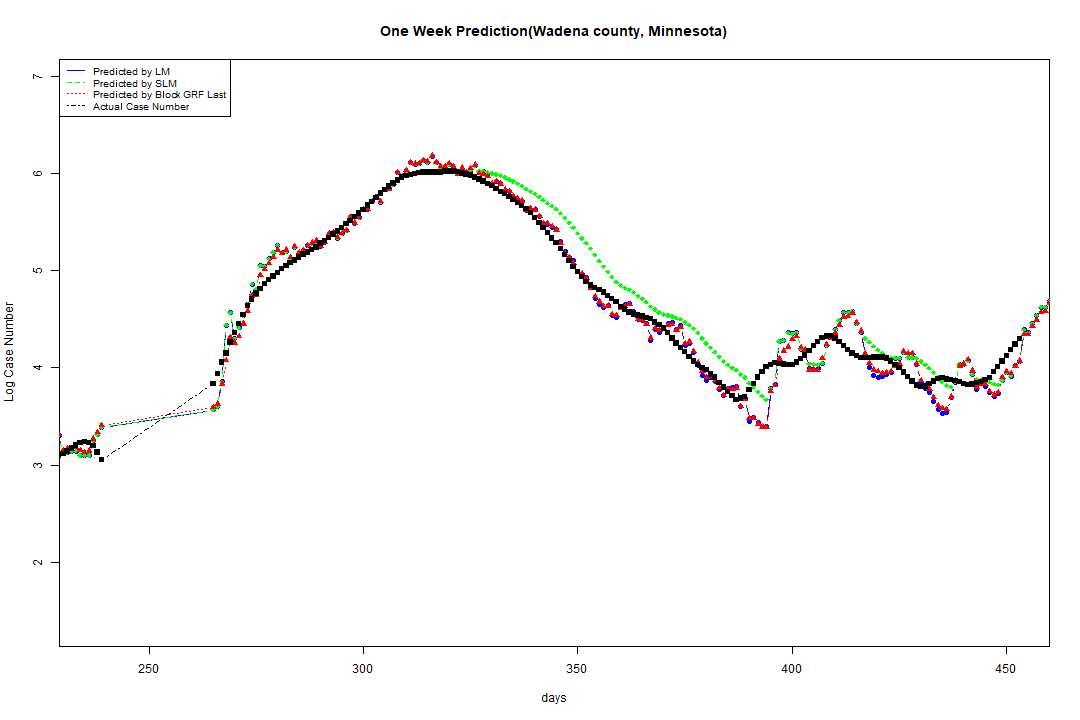 One Week Prediction(Wadena county, Minnesota)
Predicted by LM
Predicted by SLM
Predicted by Block GRF Last
Actual Case Number
7
6
5
4
3
2
Log Case Number
250 300 350 400 450
days